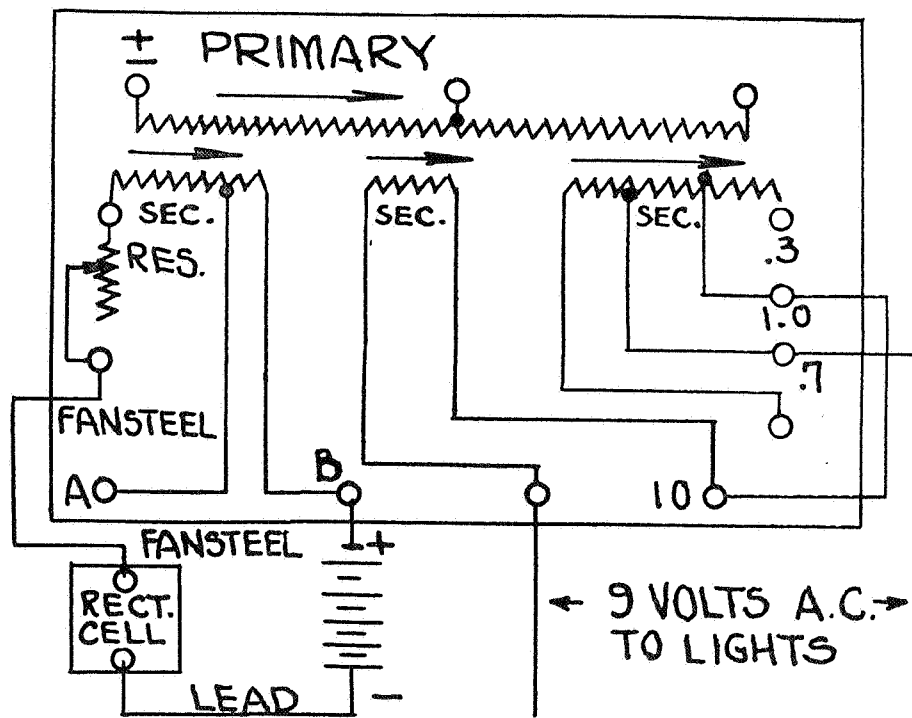 ±
PRIMARY
SEC.
SEC.
SEC.
RES.
.3
1.0
.7
FANSTEEL
A
B
10
FANSTEEL
+
RECT.
CELL
9 VOLTS A.C.
TO LIGHTS
LEAD
-